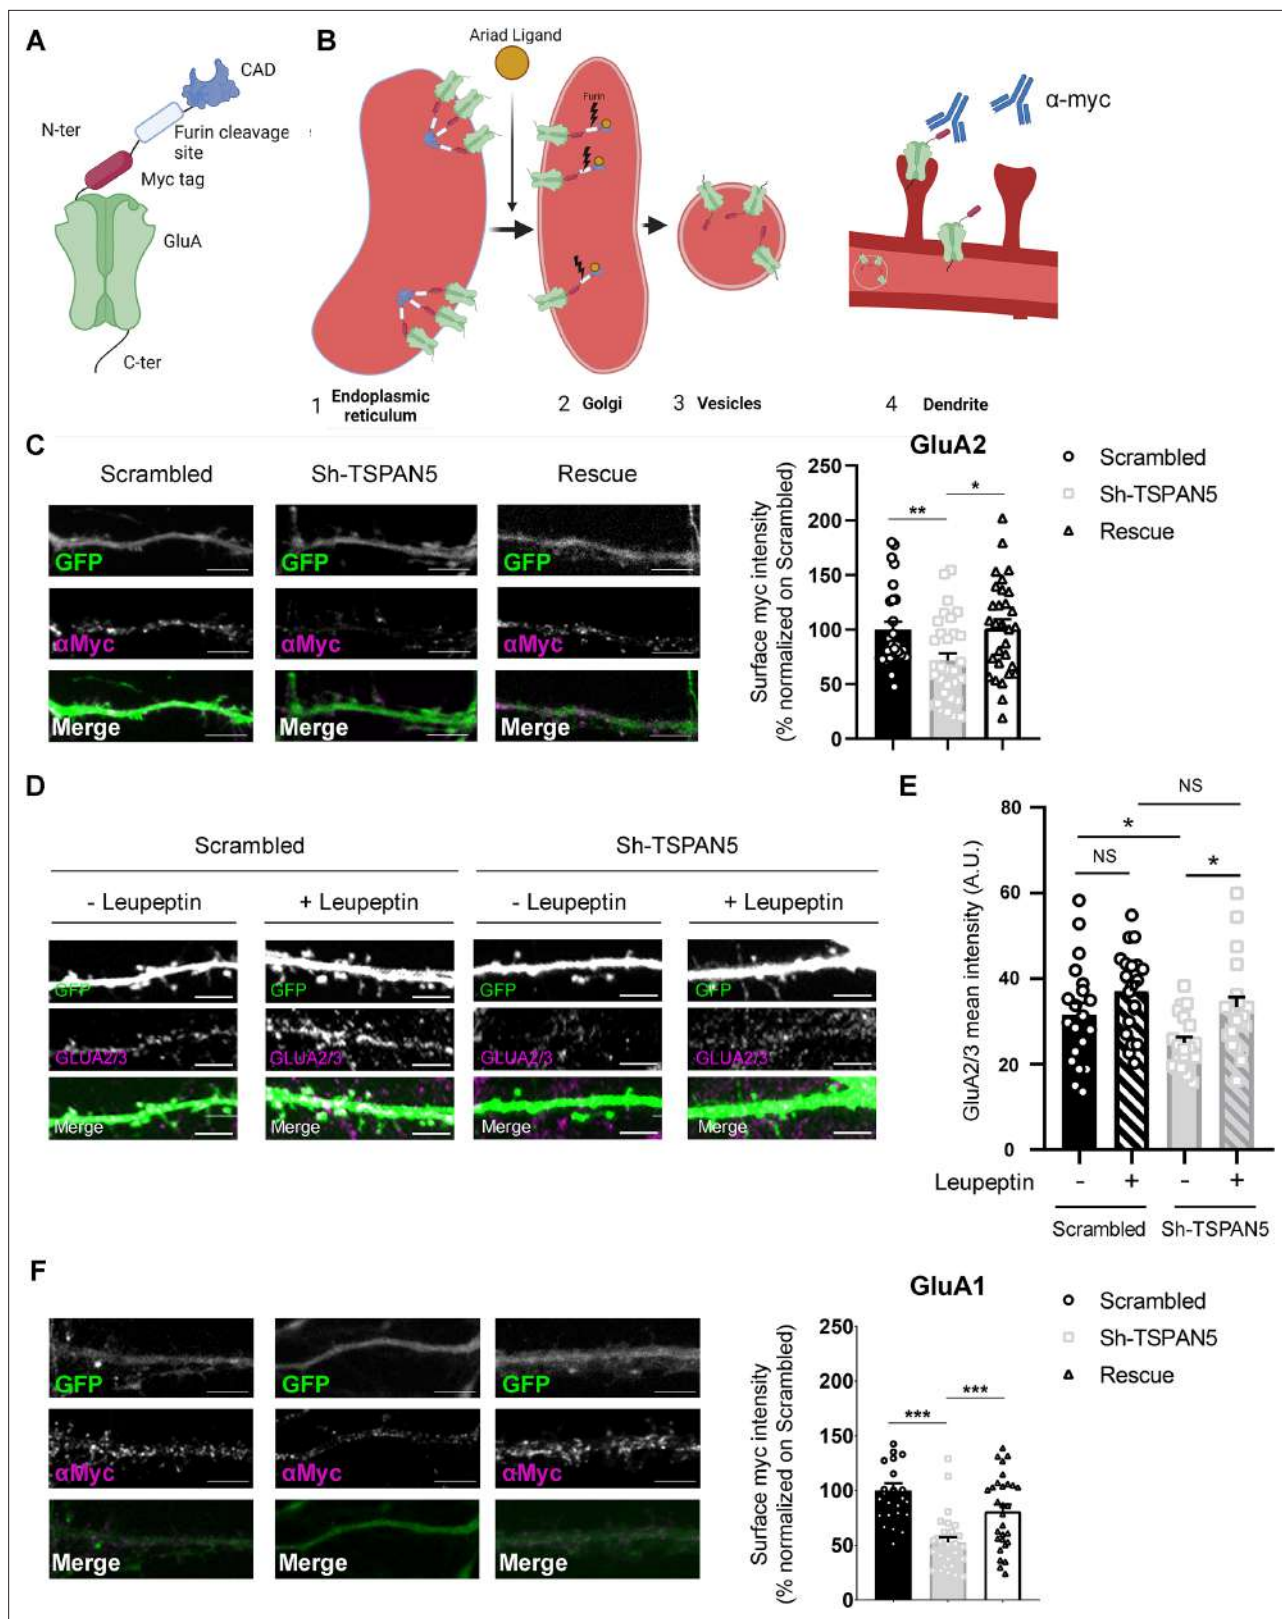 A
CAD
N-ter
Furin cleavage
site
Myc tag
GluA
C-ter
B
Ariad Ligand
Furin
α-myc
1 Endoplasmic
reticulum
2 Golgi
3 Vesicles
4 Dendrite
C
Scrambled
Sh-TSPAN5
Rescue
GFP
GFP
GFP
αMyc
αMyc
αMyc
Merge
Merge
Merge
GluA2
Surface myc intensity
(% normalized on Scrambled)
250
200
150
100
50
0
**
*
Scrambled
Sh-TSPAN5
Rescue
D
Scrambled
Sh-TSPAN5
- Leupeptin
+ Leupeptin
- Leupeptin
+ Leupeptin
GFP
GFP
GFP
GFP
GLUA2/3
GLUA2/3
GLUA2/3
GLUA2/3
Merge
Merge
Merge
Merge
E
GluA2/3 mean intensity (A.U.)
80
60
40
20
0
NS
*
NS
*
Leupeptin - + - +
Scrambled
Sh-TSPAN5
F
GFP
GFP
GFP
αMyc
αMyc
αMyc
Merge
Merge
Merge
GluA1
Surface myc intensity
(% normalized on Scrambled)
250
200
150
100
50
0
***
***
Scrambled
Sh-TSPAN5
Rescue